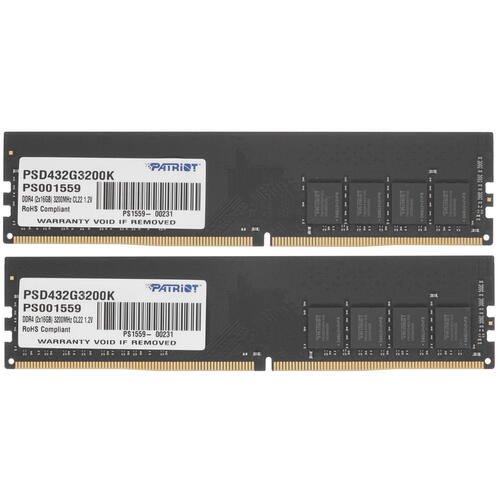 PATRIOT
PSD432G3200K
PS001559
DDR4 (2x16GB) 3200MHz CL22 1.2V
RoHS Compliant
PS1559- 00231
WARRANTY VOID IF REMOVED
PATRIOT
PSD432G3200K
PS001559
DDR4 (2x16GB) 3200MHz CL22 1.2V
RoHS Compliant
PS1559- 00231
WARRANTY VOID IF REMOVED